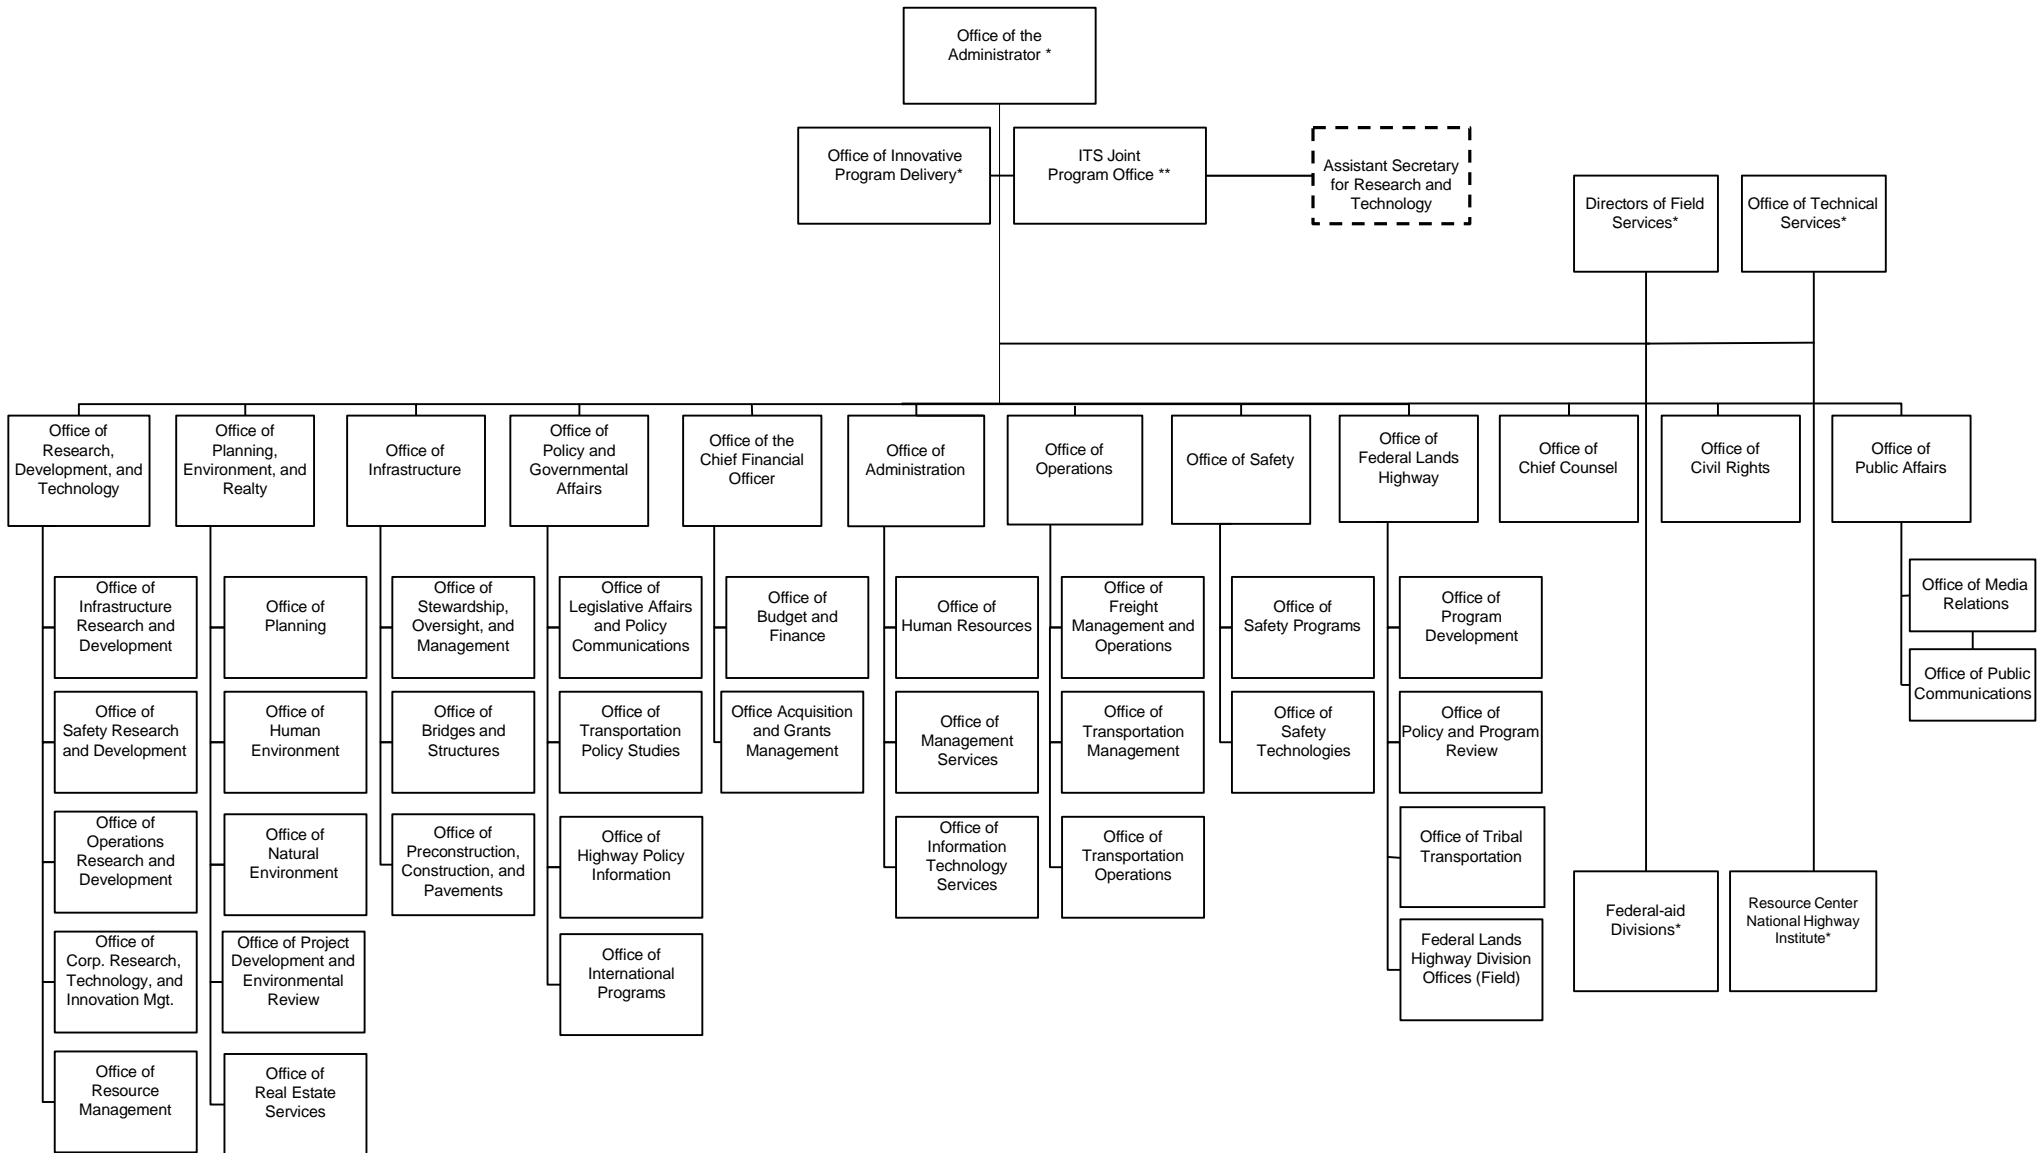 Office of the
Administrator *
Office of Innovative
Program Delivery*
ITS Joint
Program Office **
Assistant Secretary
for Research and
Technology
Directors of Field
Services*
Office of Technical
Services*
Office of
Research,
Development, and
Technology
Office of
Planning,
Environment, and
Realty
Office of
Infrastructure
Office of
Policy and
Governmental
Affairs
Office of the
Chief Financial
Officer
Office of
Administration
Office of
Operations
Office of Safety
Office of
Federal Lands
Highway
Office of
Chief Counsel
Office of
Civil Rights
Office of
Public Affairs
Office of
Infrastructure
Research and
Development
Office of
Safety Research
and Development
Office of
Operations
Research and
Development
Office of
Corp. Research,
Technology, and
Innovation Mgt.
Office of
Resource
Management
Office of
Planning
Office of
Human
Environment
Office of
Natural
Environment
Office of Project
Development and
Environmental
Review
Office of
Real Estate
Services
Office of
Stewardship,
Oversight, and
Management
Office of
Bridges and
Structures
Office of
Preconstruction,
Construction, and
Pavements
Office of
Legislative Affairs
and Policy
Communications
Office of
Transportation
Policy Studies
Office of
Highway Policy
Information
Office of
International
Programs
Office of
Budget and
Finance
Office Acquisition
and Grants
Management
Office of
Human Resources
Office of
Management
Services
Office of
Information
Technology
Services
Office of
Freight
Management and
Operations
Office of
Transportation
Management
Office of
Transportation
Operations
Office of
Safety Programs
Office of
Safety
Technologies
Office of
Program
Development
Office of
Policy and Program
Review
Office of Tribal
Transportation
Federal Lands
Highway Division
Offices (Field)
Federal-aid
Divisions*
Resource Center
National Highway
Institute*
Office of Media
Relations
Office of Public
Communications